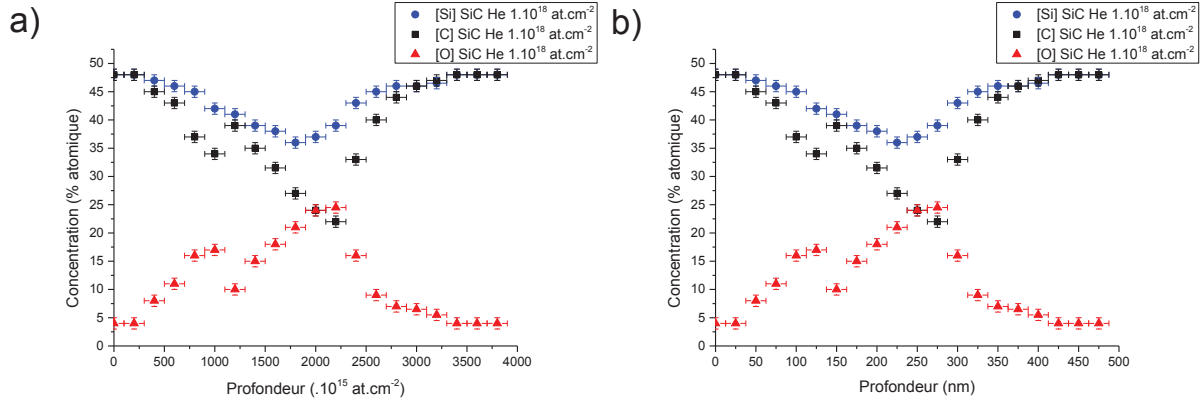 a)
[Si] SiC He 1.10^18 at.cm^-2
[C] SiC He 1.10^18 at.cm^-2
[O] SiC He 1.10^18 at.cm^-2
Concentration (% atomique)
50
45
40
35
30
25
20
15
10
5
0
0 500 1000 1500 2000 2500 3000 3500 4000
Profondeur (.10^15 at.cm^-2)
b)
[Si] SiC He 1.10^18 at.cm^-2
[C] SiC He 1.10^18 at.cm^-2
[O] SiC He 1.10^18 at.cm^-2
Concentration (% atomique)
50
45
40
35
30
25
20
15
10
5
0
0 50 100 150 200 250 300 350 400 450 500
Profondeur (nm)